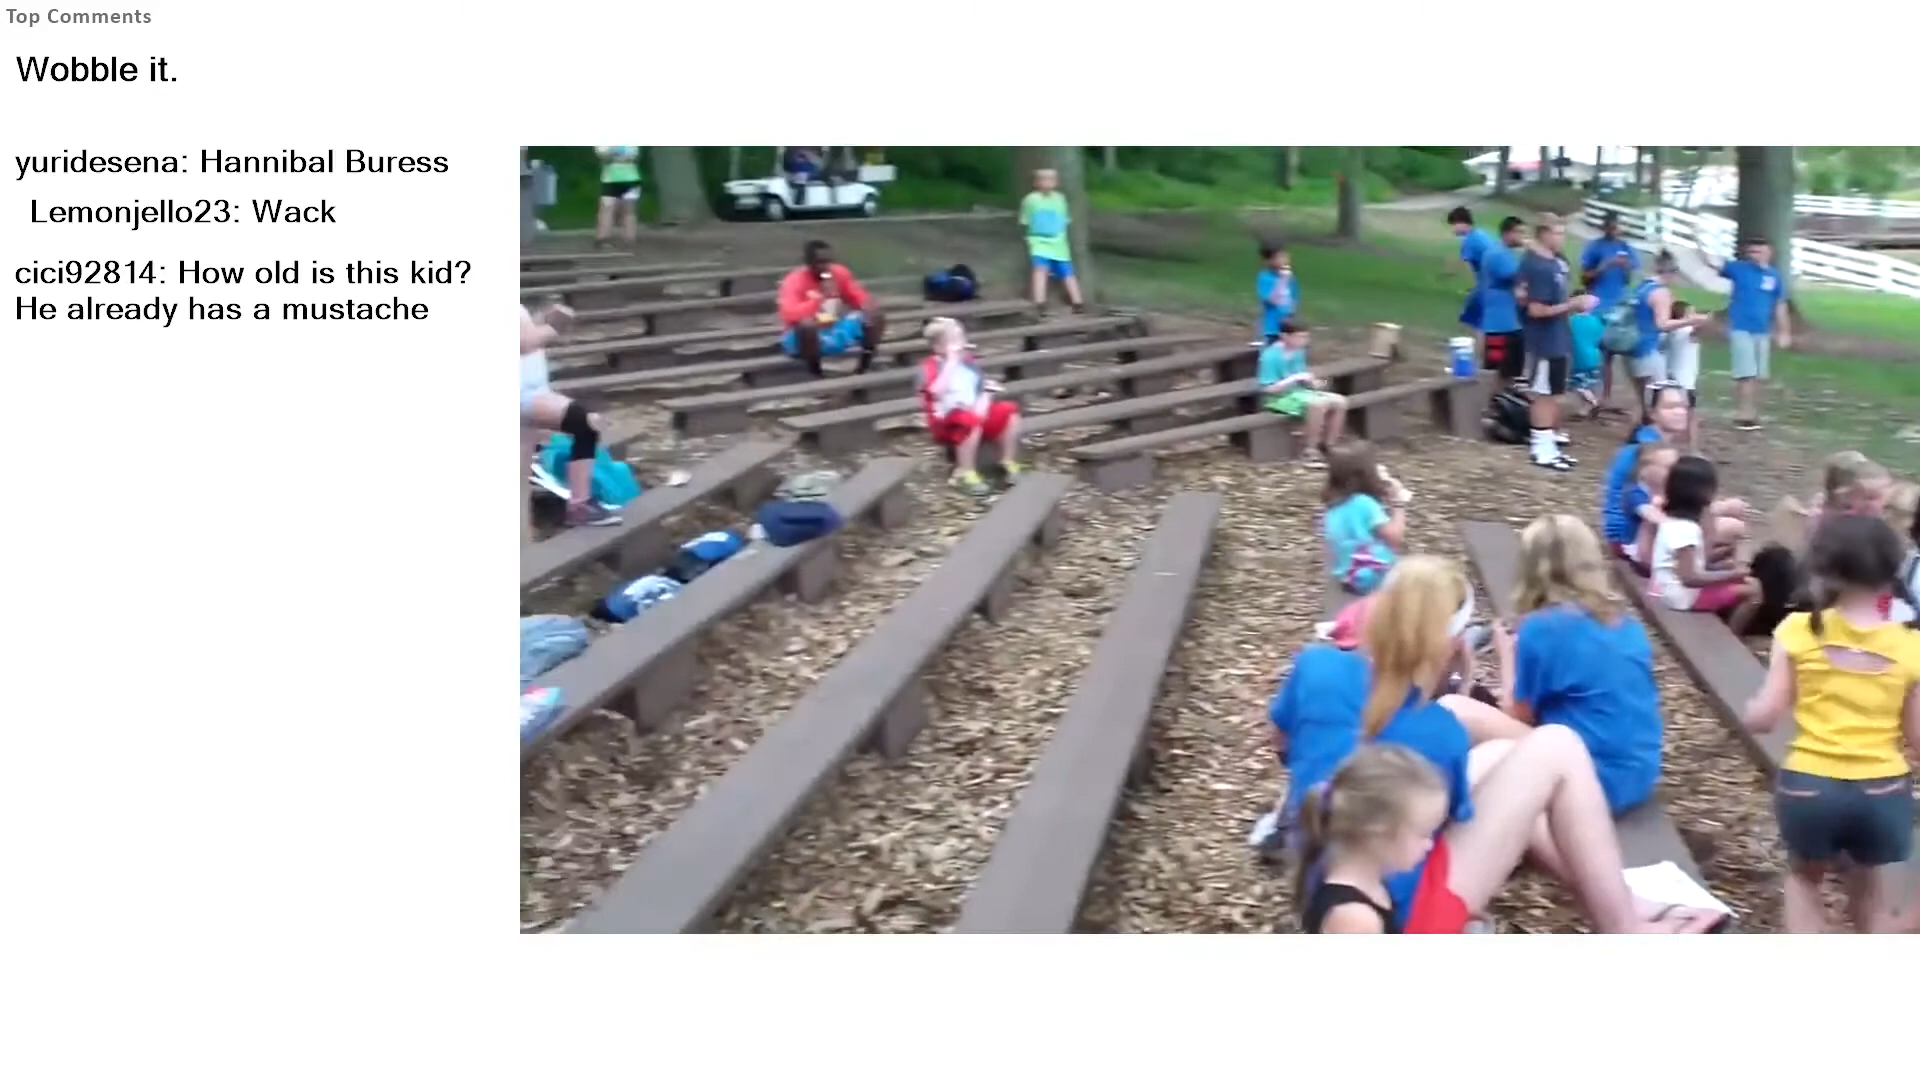 Top Comments
Wobble it.
yuridesena: Hannibal Buress
Lemonjello23: Wack
cici92814: How old is this kid?
He already has a mustache